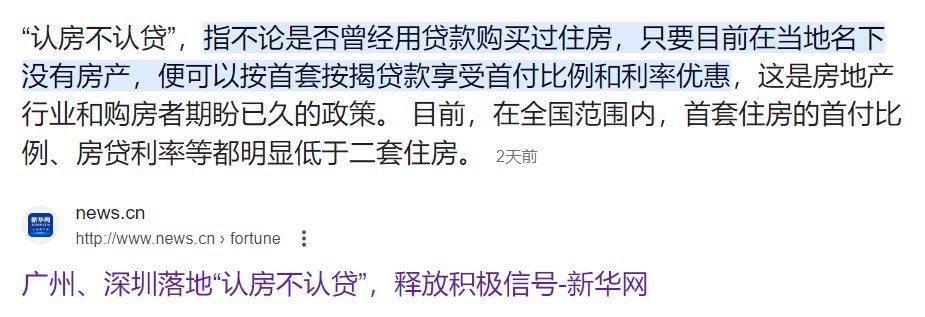 “认房不认贷”，指不论是否曾经用贷款购买过住房，只要目前在当地名下
没有房产，便可以按首套按揭贷款享受首付比例和利率优惠，这是房地产
行业和购房者期盼已久的政策。 目前，在全国范围内，首套住房的首付比
例、房贷利率等都明显低于二套住房。 2天前
新华网
news.cn
http://www.news.cn › fortune
广州、深圳落地“认房不认贷”，释放积极信号-新华网